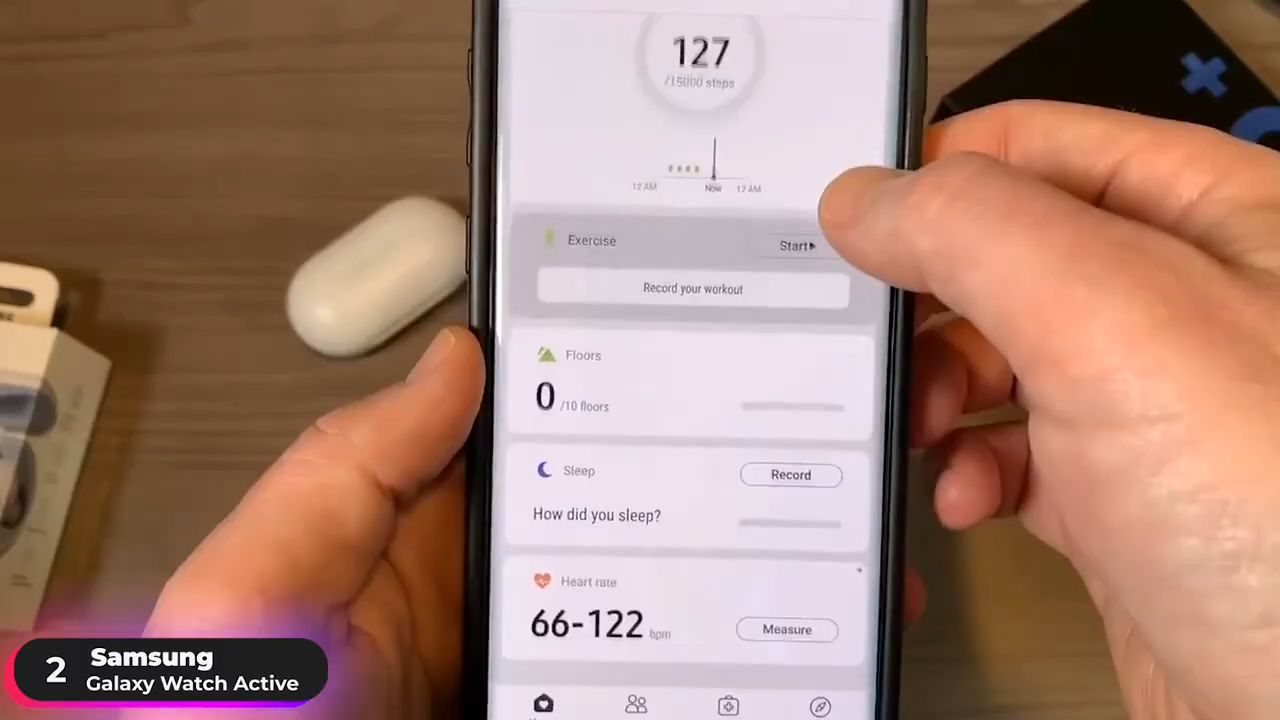 127
/15000 steps
12 AM
Now
12 AM
Exercise
Start
Record your workout
Floors
0 /10 floors
Sleep
Record
How did you sleep?
Heart rate
66-122 bpm
Measure
2
Samsung
Galaxy Watch Active